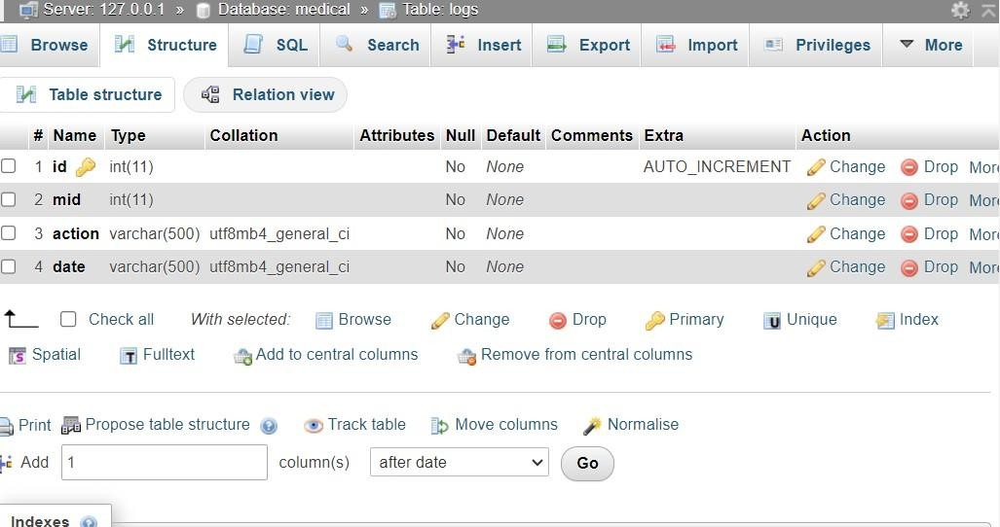 Server: 127.0.0.1 » Database: medical » Table: logs
Browse Structure SQL Search Insert Export Import Privileges More
Table structure Relation view
# Name Type Collation Attributes Null Default Comments Extra Action
1 id int(11) No None AUTO_INCREMENT Change Drop More
2 mid int(11) No None Change Drop More
3 action varchar(500) utf8mb4_general_ci No None Change Drop More
4 date varchar(500) utf8mb4_general_ci No None Change Drop More
Check all With selected: Browse Change Drop Primary Unique Index
Spatial Fulltext Add to central columns Remove from central columns
Print Propose table structure Track table Move columns Normalise
Add 1 column(s) after date Go
Indexes